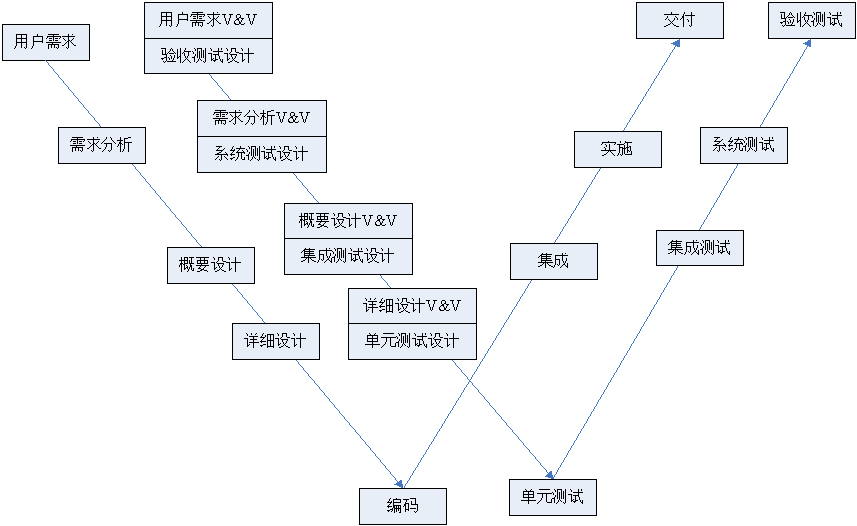 用户需求
用户需求V&V
验收测试设计
交付
验收测试
需求分析
需求分析V&V
系统测试设计
实施
系统测试
概要设计
概要设计V&V
集成测试设计
集成
集成测试
详细设计
详细设计V&V
单元测试设计
编码
单元测试